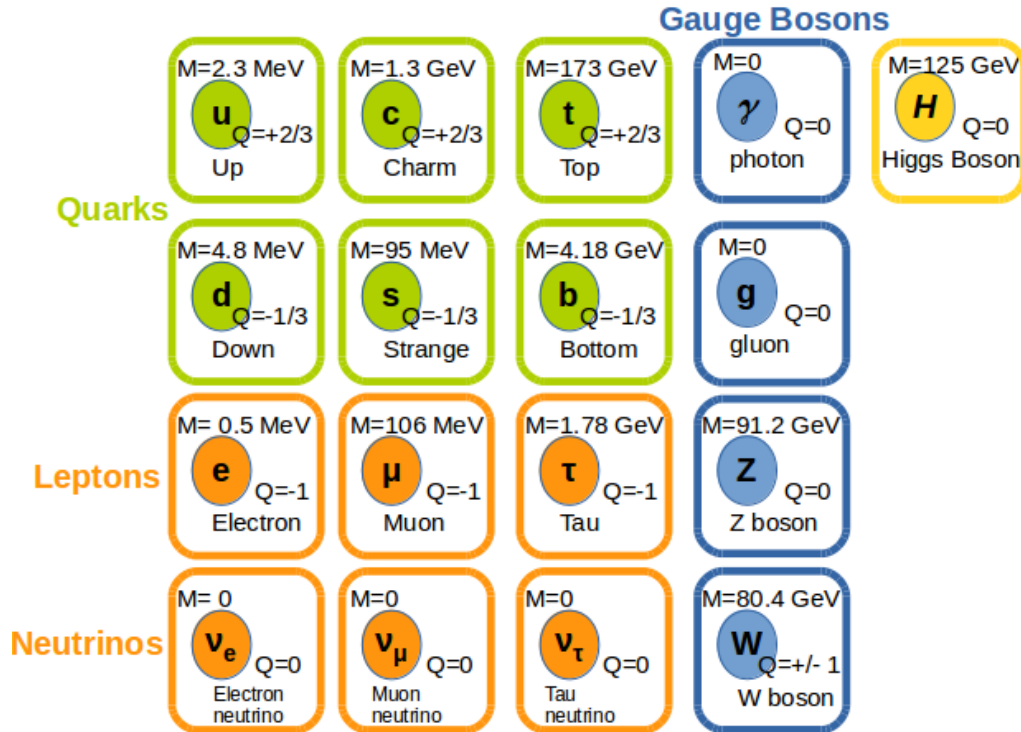 Gauge Bosons
M=2.3 MeV
u
Q=+2/3
Up
M=1.3 GeV
c
Q=+2/3
Charm
M=173 GeV
t
Q=+2/3
Top
M=0
γ
Q=0
photon
M=125 GeV
H
Q=0
Higgs Boson
Quarks
M=4.8 MeV
d
Q=-1/3
Down
M=95 MeV
s
Q=-1/3
Strange
M=4.18 GeV
b
Q=-1/3
Bottom
M=0
g
Q=0
gluon
Leptons
M= 0.5 MeV
e
Q=-1
Electron
M=106 MeV
μ
Q=-1
Muon
M=1.78 GeV
τ
Q=-1
Tau
M=91.2 GeV
Z
Q=0
Z boson
Neutrinos
M= 0
νe
Q=0
Electron
neutrino
M=0
νμ
Q=0
Muon
neutrino
M=0
ντ
Q=0
Tau
neutrino
M=80.4 GeV
W
Q=+/- 1
W boson